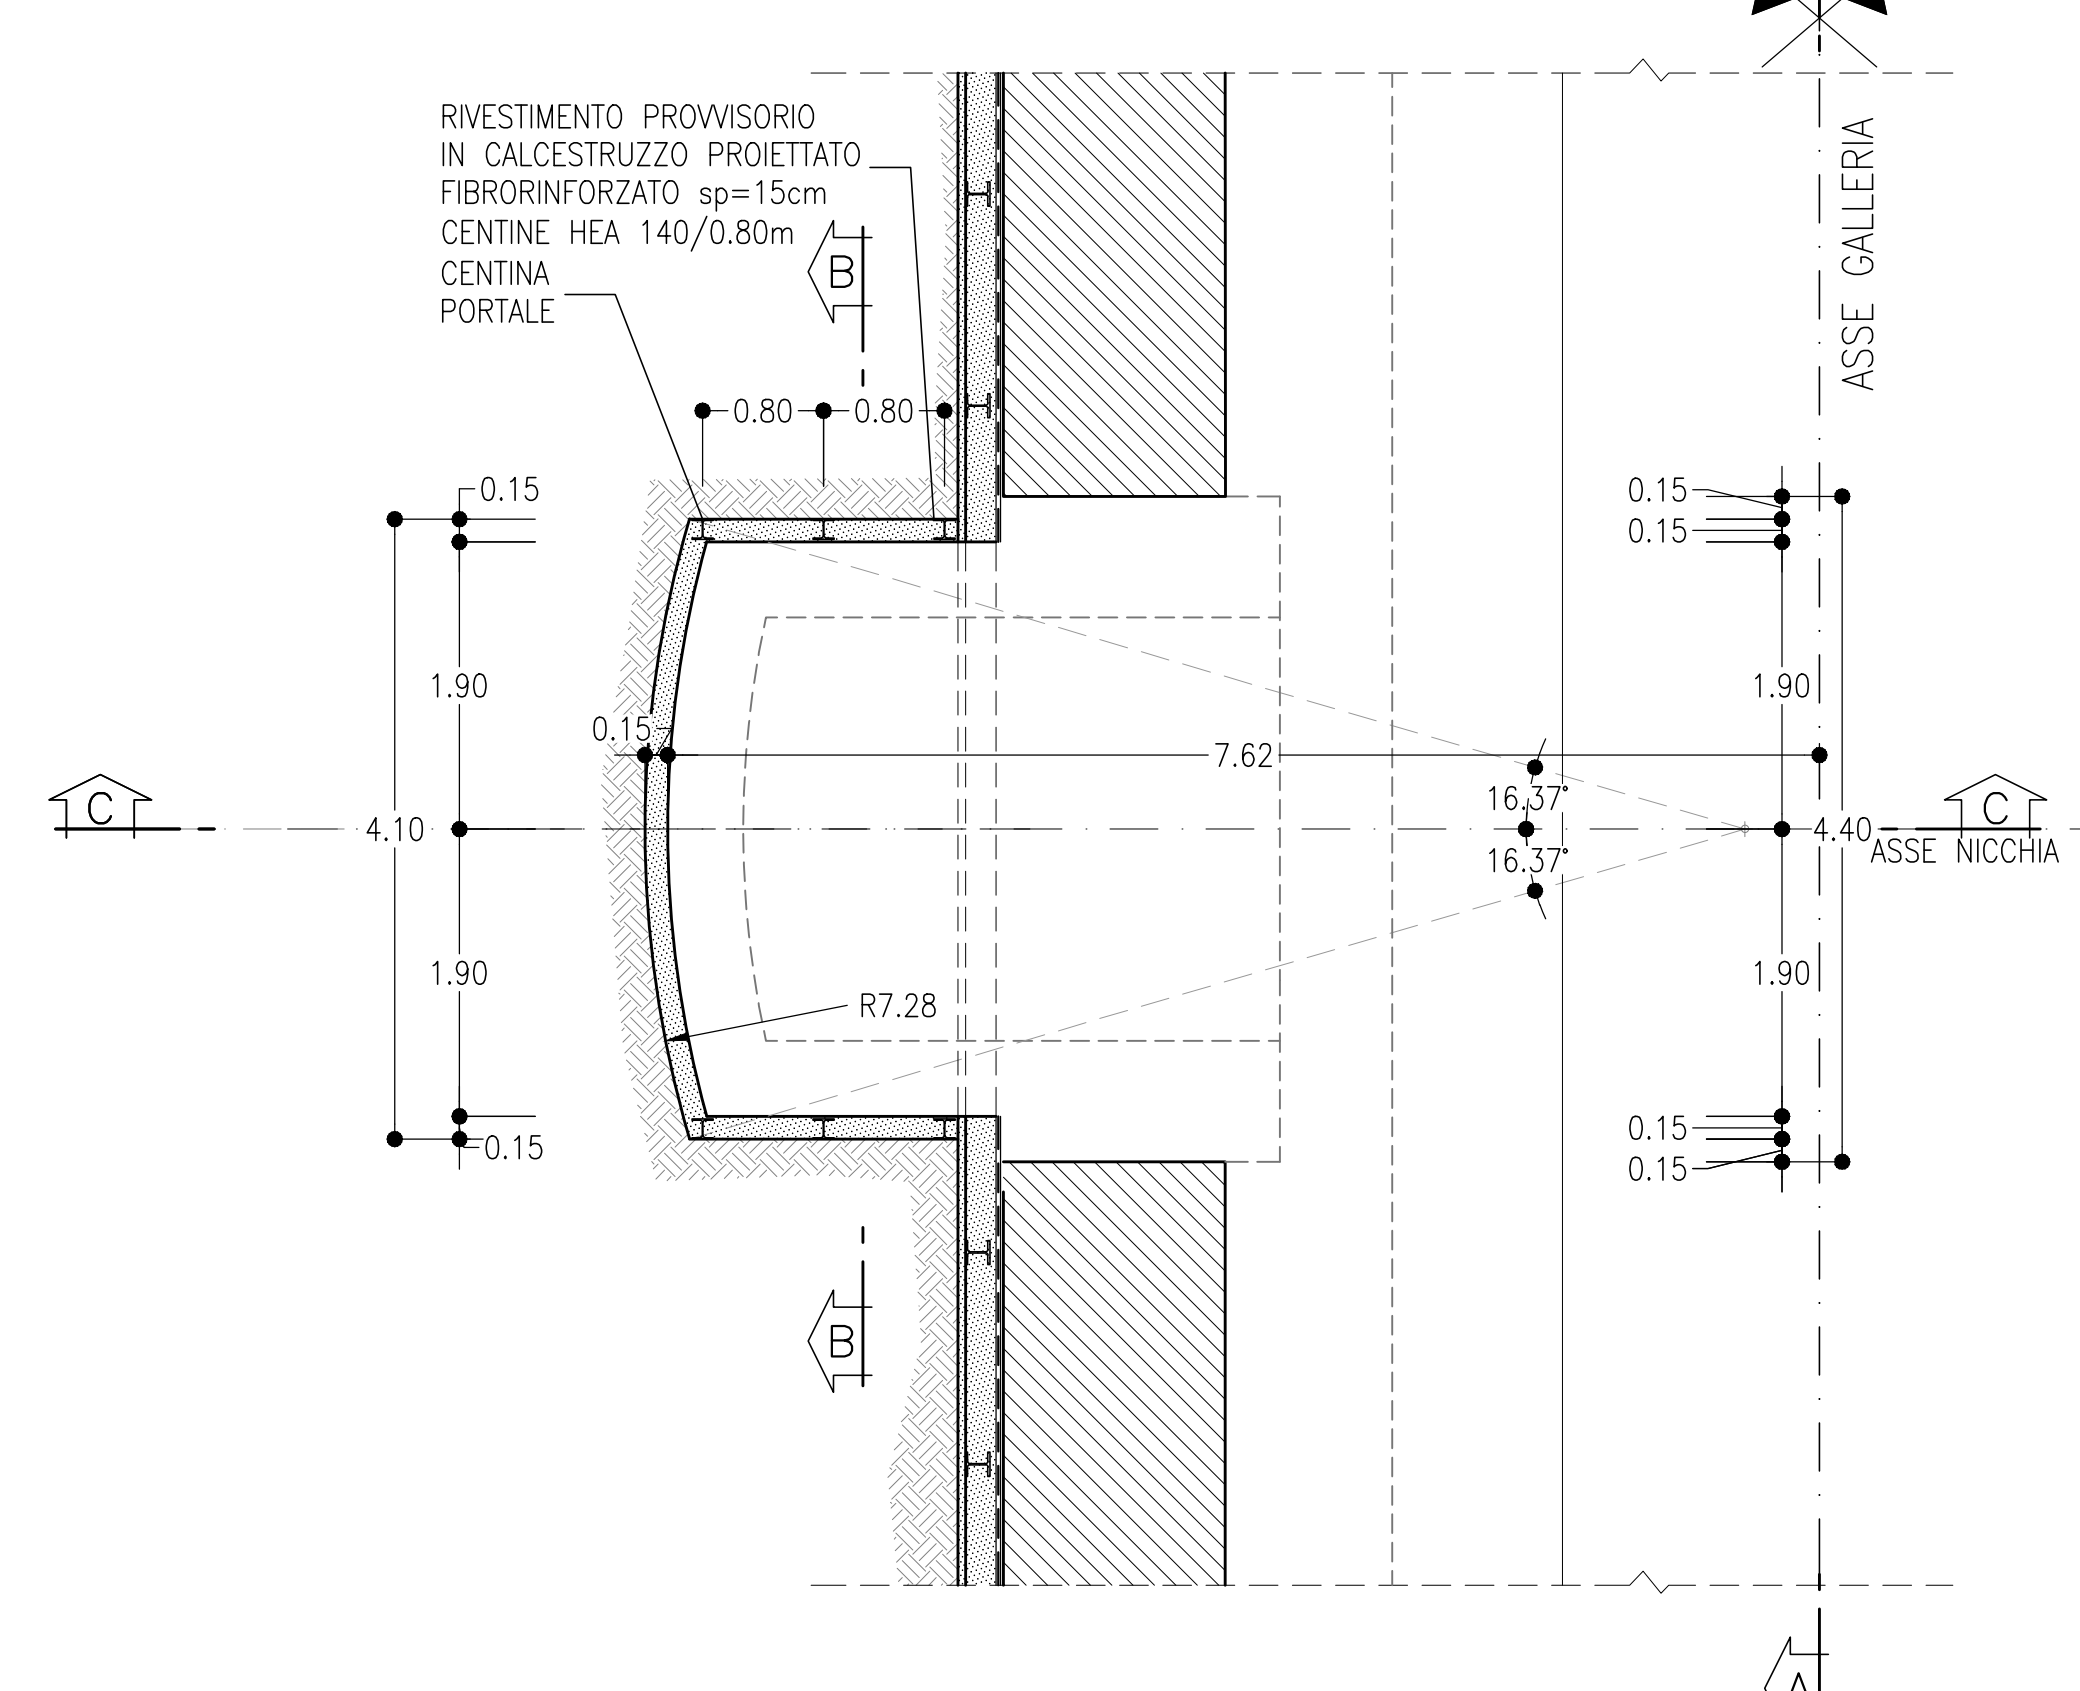 RIVESTIMENTO PROVVISORIO
IN CALCESTRUZZO PROIETTATO
FIBRORINFORZATO sp=15cm
CENTINE HEA 140/0.80m
CENTINA
PORTALE
B
ASSE GALLERIA
0.80
0.80
0.15
0.15
0.15
1.90
1.90
0.15
7.62
16.37°
C
4.10
C
4.40
ASSE NICCHIA
16.37°
1.90
1.90
R7.28
0.15
0.15
0.15
B
A